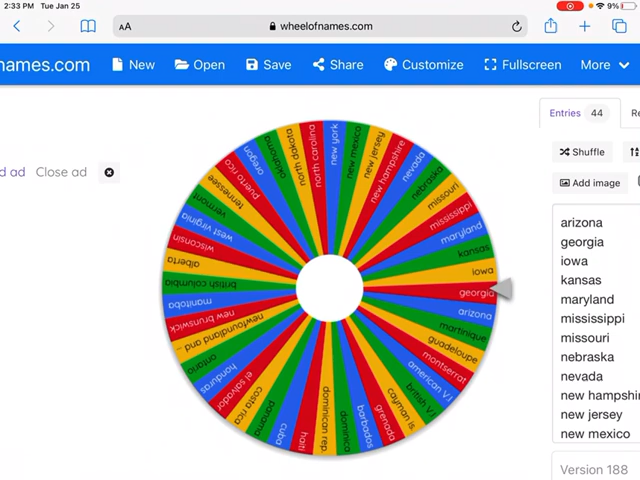 2:33 PM Tue Jan 25
9%
AA
wheelofnames.com
names.com
New
Open
Save
Share
Customize
Fullscreen
More
d ad
Close ad
Entries 44
Re
Shuffle
Add image
arizona
georgia
iowa
kansas
maryland
mississippi
missouri
nebraska
nevada
new hampshir
new jersey
new mexico
Version 188
georgia
iowa
kansas
maryland
mississippi
missouri
nebraska
nevada
new hampshire
new jersey
new mexico
new york
north carolina
north dakota
oklahoma
oregon
puerto rico
tennessee
vermont
west virginia
wisconsin
alberta
british columbia
manitoba
new brunswick
newfoundland and ...
ontario
honduras
el salvador
costa rica
panama
cuba
haiti
dominican rep.
dominica
barbados
grenada
cayman is.
british V.I.
american V.I.
montserrat
guadeloupe
martinique
arizona